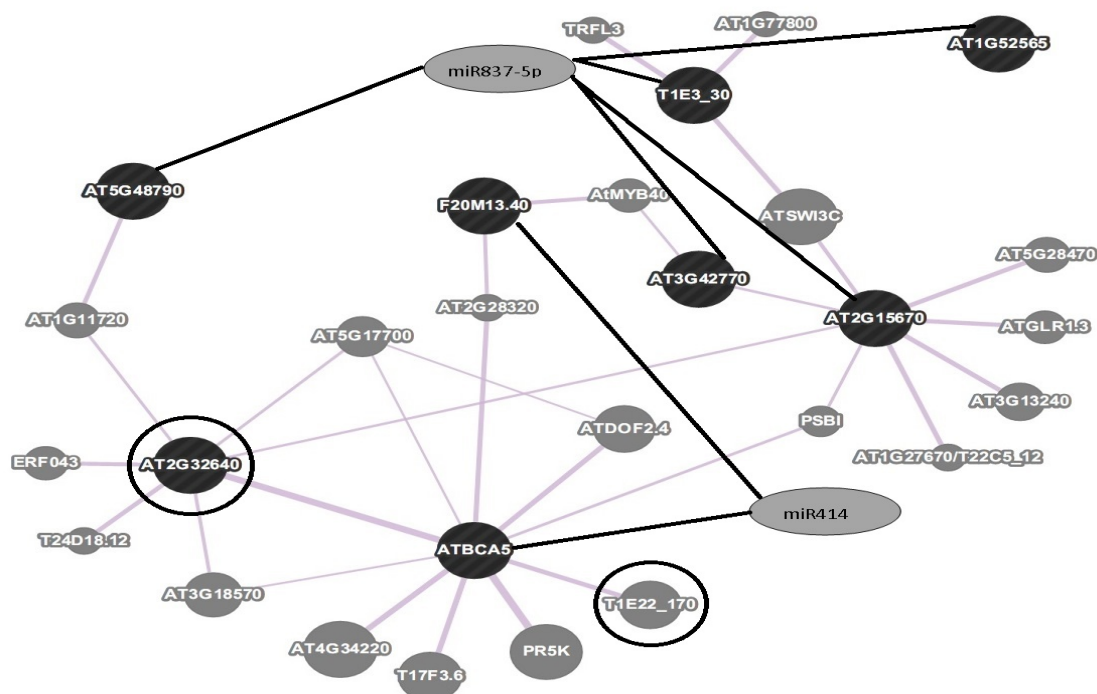 TRFL3
AT1G77800
AT1G52565
miR837-5p
T1E3_30
AT5G48790
F20M13.40
AtMYB40
ATSWI3C
AT5G28470
AT3G42770
AT2G28320
AT1G11720
AT2G15670
ATGLR1.3
AT5G17700
AT3G13240
PSBI
ATDOF2.4
AT1G27670/T22C5_12
ERF043
AT2G32640
miR414
T24D18.12
ATBCA5
AT3G18570
T1E22_170
AT4G34220
PR5K
T17F3.6